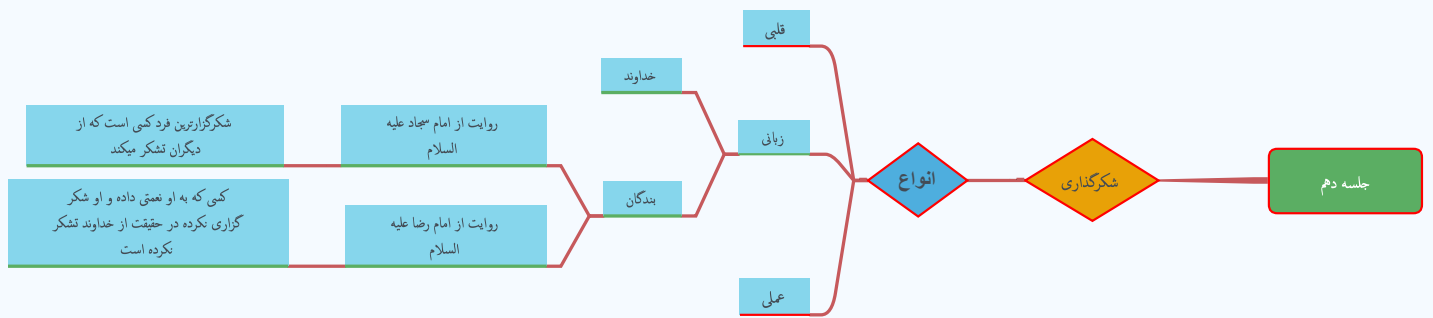 جلسه دهم
شکرگذاری
انواع
قلبی
زبانی
خداوند
بندگان
روایت از امام سجاد علیه
السلام
شکرگزارترین فرد کسی است که از
دیگران تشکر میکند
روایت از امام رضا علیه
السلام
کسی که به او نعمتی داده و او شکر
گزاری نکرده در حقیقت از خداوند تشکر
نکرده است
عملی